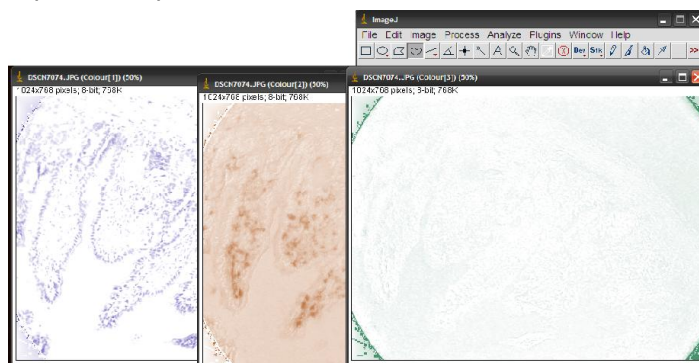 ImageJ
File Edit Image Process Analyze Plugins Window Help
Dev Stk >>
DSCN7074.JPG (Colour[1]) (50%)
1024x768 pixels; 8-bit; 768K
DSCN7074.JPG (Colour[2]) (50%)
1024x768 pixels; 8-bit; 768K
DSCN7074.JPG (Colour[3]) (50%)
1024x768 pixels; 8-bit; 768K